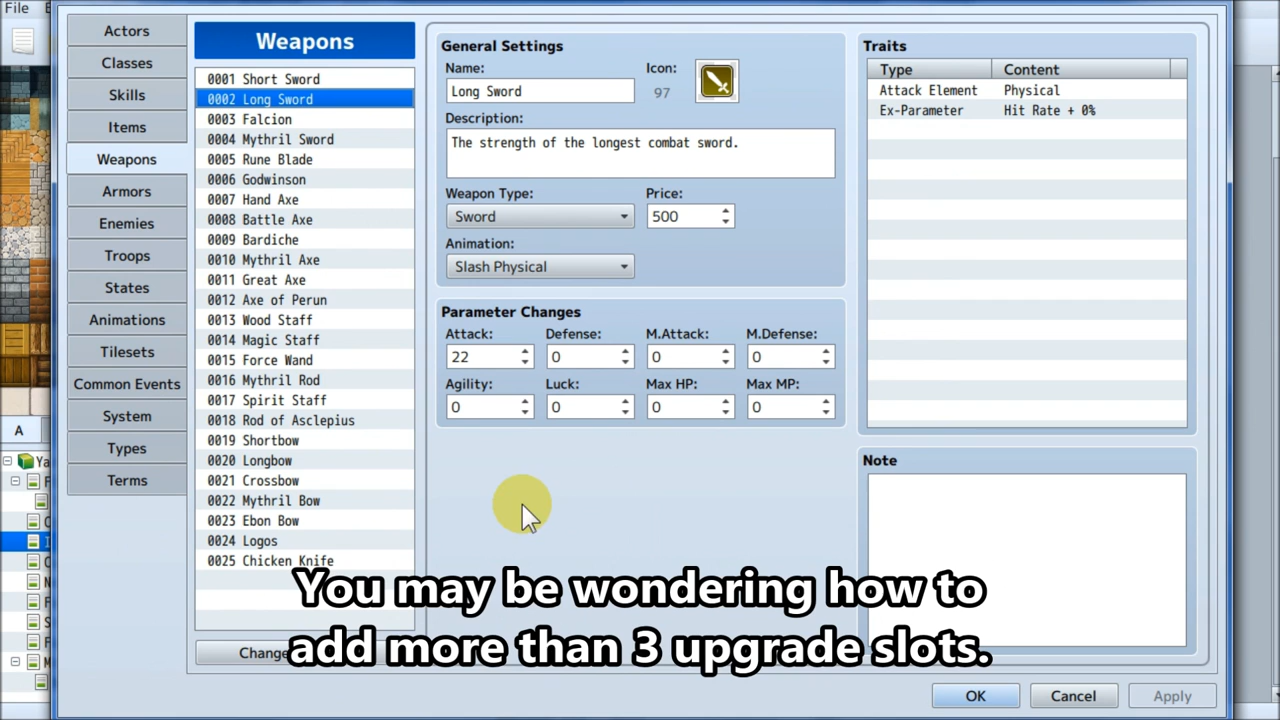 File
Actors
Classes
Skills
Items
Weapons
Armors
Enemies
Troops
States
Animations
Tilesets
Common Events
System
Types
Terms
A
Weapons
0001 Short Sword
0002 Long Sword
0003 Falcion
0004 Mythril Sword
0005 Rune Blade
0006 Godwinson
0007 Hand Axe
0008 Battle Axe
0009 Bardiche
0010 Mythril Axe
0011 Great Axe
0012 Axe of Perun
0013 Wood Staff
0014 Magic Staff
0015 Force Wand
0016 Mythril Rod
0017 Spirit Staff
0018 Rod of Asclepius
0019 Shortbow
0020 Longbow
0021 Crossbow
0022 Mythril Bow
0023 Ebon Bow
0024 Logos
0025 Chicken Knife
General Settings
Name: Icon:
Long Sword 97
Description:
The strength of the longest combat sword.
Weapon Type: Price:
Sword 500
Animation:
Slash Physical
Parameter Changes
Attack: Defense: M.Attack: M.Defense:
22 0 0 0
Agility: Luck: Max HP: Max MP:
0 0 0 0
Traits
Type Content
Attack Element Physical
Ex-Parameter Hit Rate + 0%
Note
You may be wondering how to
add more than 3 upgrade slots.
OK Cancel Apply